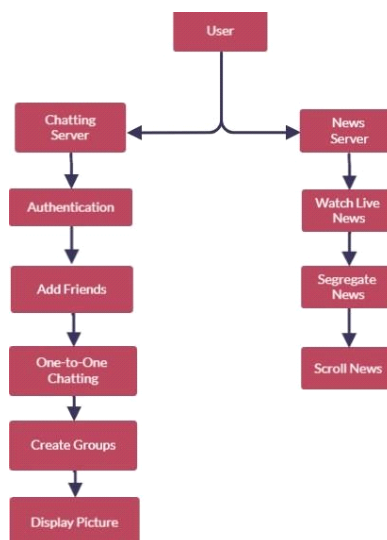 User
Chatting
Server
News
Server
Authentication
Watch Live
News
Add Friends
Segregate
News
One-to-One
Chatting
Scroll News
Create Groups
Display Picture